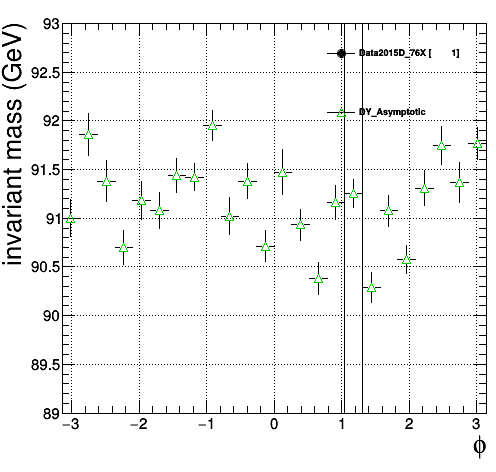 invariant mass (GeV)
93
92.5
92
91.5
91
90.5
90
89.5
89
Data2015D_76X [ 1]
DY_Asymptotic
−3 −2 −1 0 1 2 3
ϕ